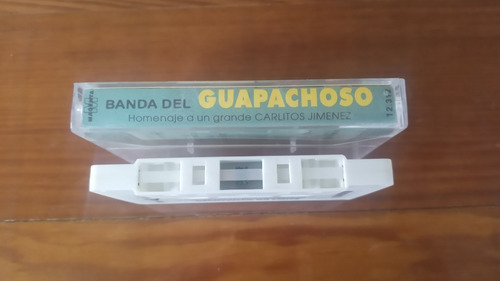 BANDA DEL GUAPACHOSO
Homenaje a un grande CARLITOS JIMENEZ